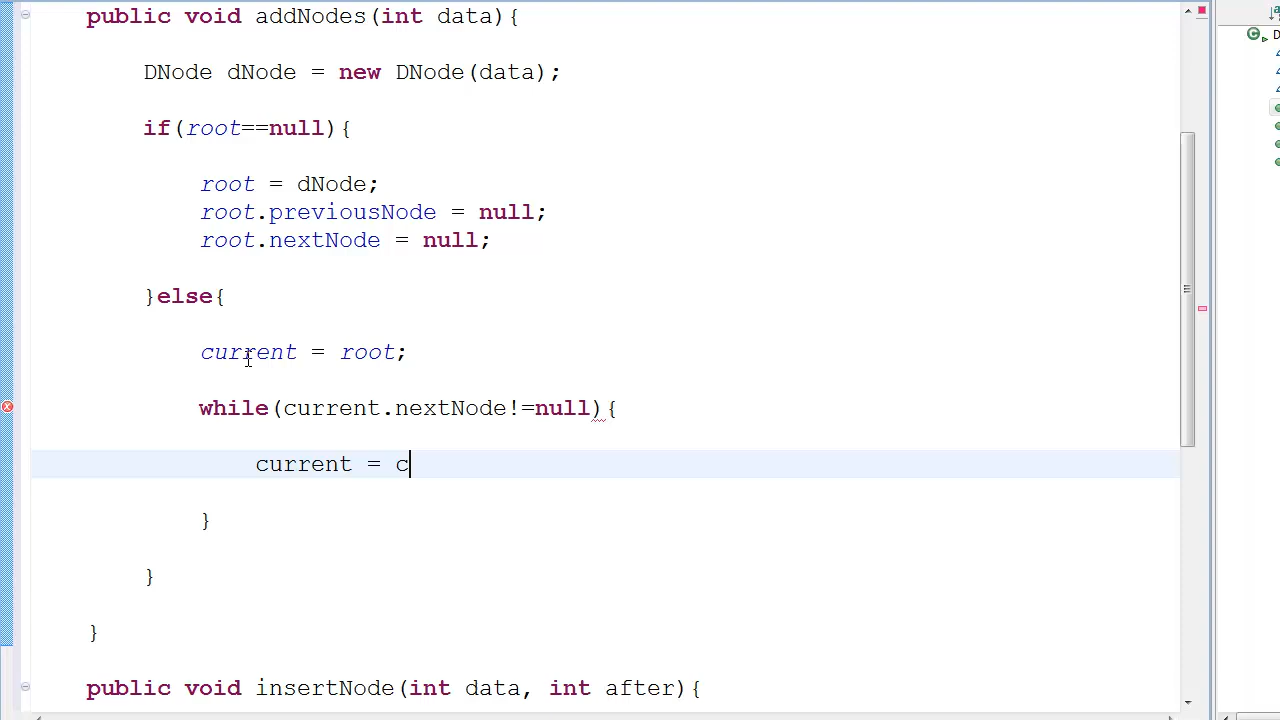 public void addNodes(int data){
DNode dNode = new DNode(data);
if(root==null){
root = dNode;
root.previousNode = null;
root.nextNode = null;
}else{
current = root;
while(current.nextNode!=null){
current = c
}
}
}
public void insertNode(int data, int after){